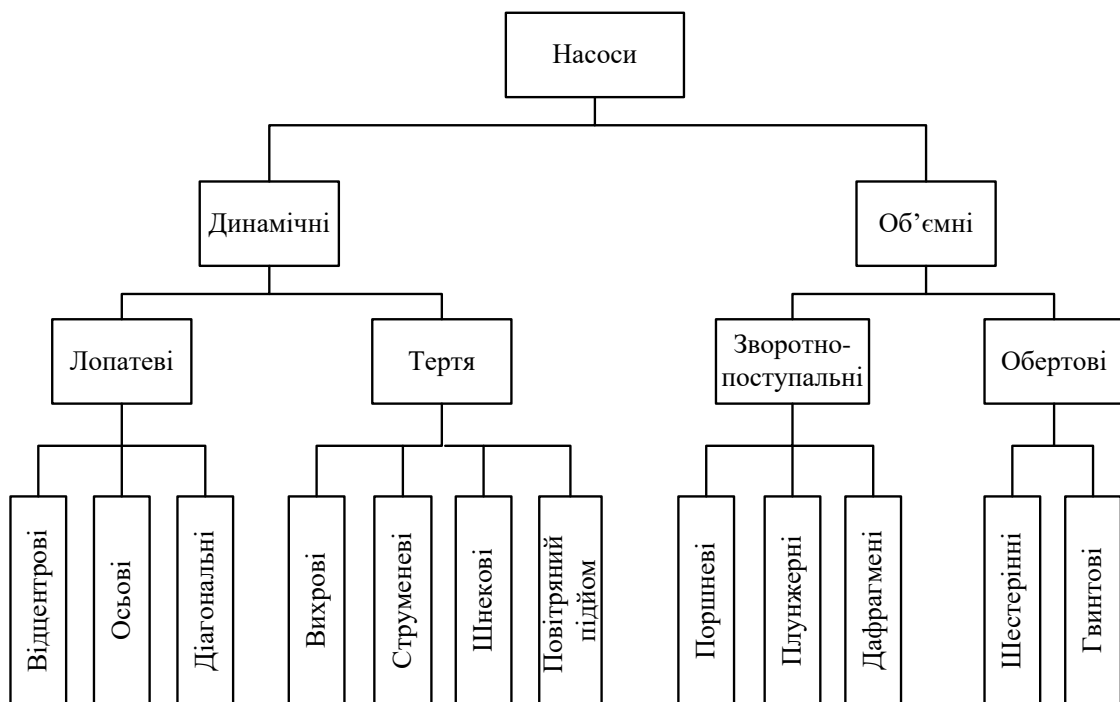 Насоси
Динамічні
Об’ємні
Лопатеві
Тертя
Зворотно-
поступальні
Обертові
Відцентрові
Осьові
Діагональні
Вихрові
Струменеві
Шнекові
Повітряний
підйом
Поршневі
Плунжерні
Дафрагмені
Шестерінні
Гвинтові